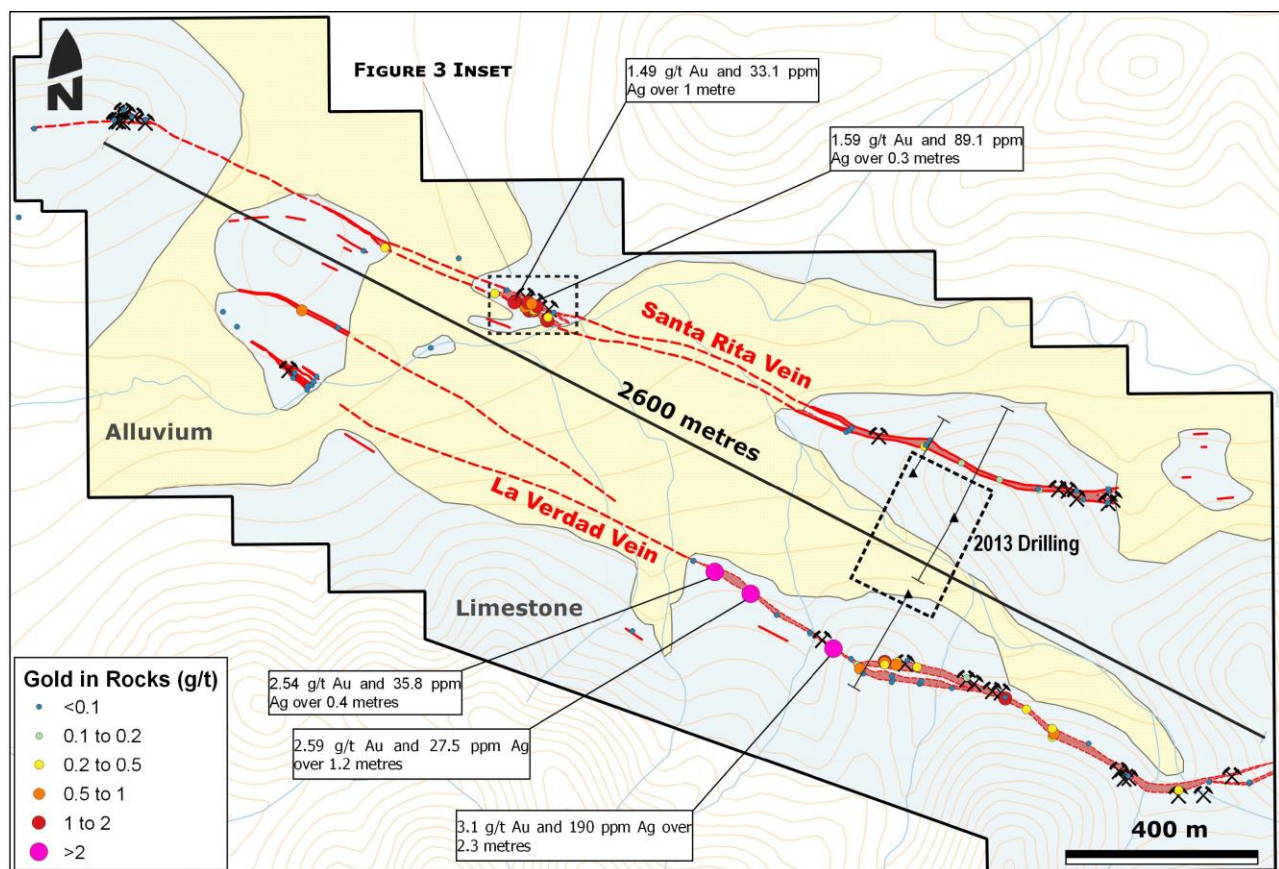 N
FIGURE 3 INSET
1.49 g/t Au and 33.1 ppm
Ag over 1 metre
1.59 g/t Au and 89.1 ppm
Ag over 0.3 metres
Santa Rita Vein
2600 metres
Alluvium
La Verdad Vein
2013 Drilling
Limestone
Gold in Rocks (g/t)
<0.1
0.1 to 0.2
0.2 to 0.5
0.5 to 1
1 to 2
>2
2.54 g/t Au and 35.8 ppm
Ag over 0.4 metres
2.59 g/t Au and 27.5 ppm Ag
over 1.2 metres
3.1 g/t Au and 190 ppm Ag over
2.3 metres
400 m